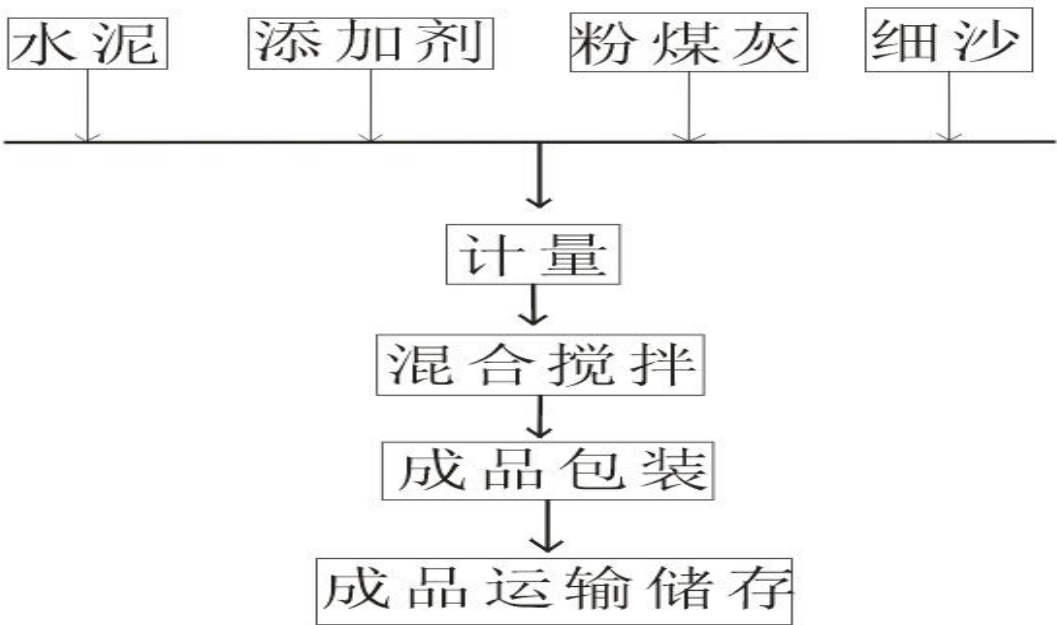 水泥 添加剂 粉煤灰 细沙
计量
混合搅拌
成品包装
成品运输储存